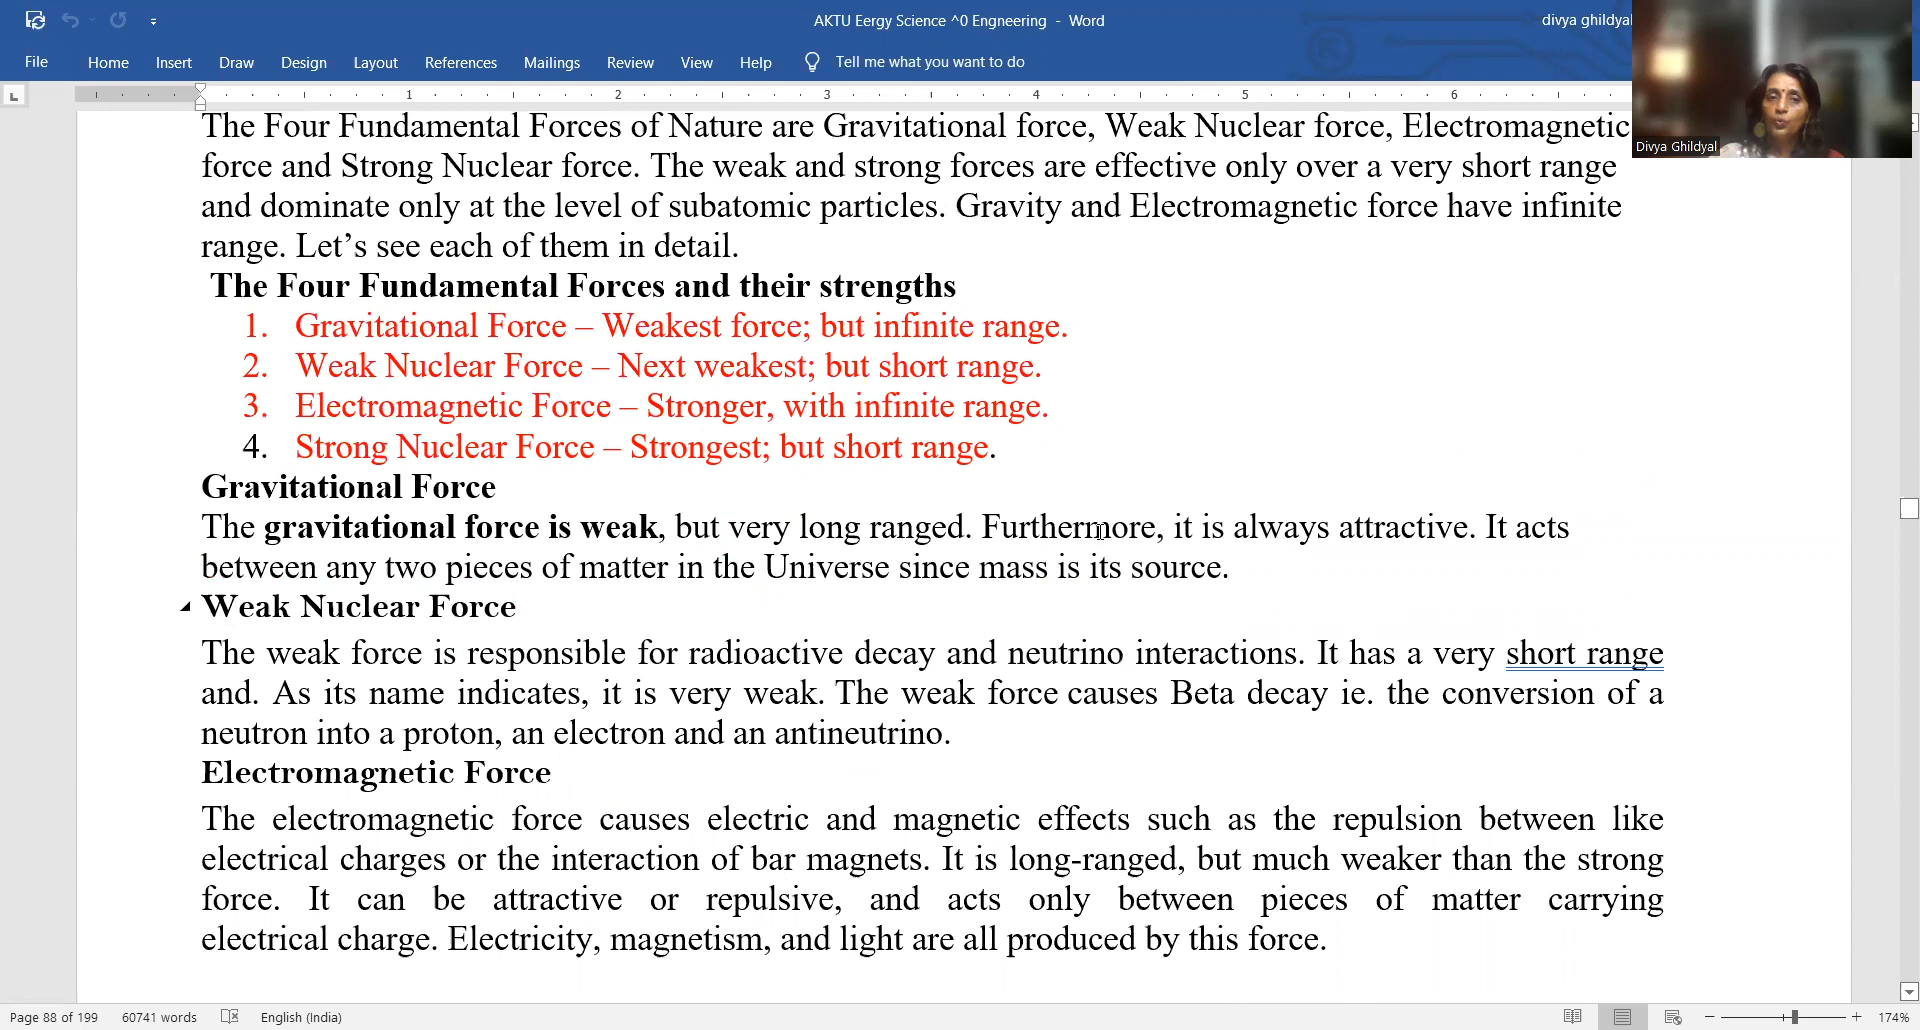 AKTU Eergy Science ^0 Engneering - Word
divya ghildyal
File Home Insert Draw Design Layout References Mailings Review View Help Tell me what you want to do
1 2 3 4 5 6
Divya Ghildyal
The Four Fundamental Forces of Nature are Gravitational force, Weak Nuclear force, Electromagnetic
force and Strong Nuclear force. The weak and strong forces are effective only over a very short range
and dominate only at the level of subatomic particles. Gravity and Electromagnetic force have infinite
range. Let’s see each of them in detail.
The Four Fundamental Forces and their strengths
1. Gravitational Force – Weakest force; but infinite range.
2. Weak Nuclear Force – Next weakest; but short range.
3. Electromagnetic Force – Stronger, with infinite range.
4. Strong Nuclear Force – Strongest; but short range.
Gravitational Force
The gravitational force is weak, but very long ranged. Furthermore, it is always attractive. It acts
between any two pieces of matter in the Universe since mass is its source.
Weak Nuclear Force
The weak force is responsible for radioactive decay and neutrino interactions. It has a very short range
and. As its name indicates, it is very weak. The weak force causes Beta decay ie. the conversion of a
neutron into a proton, an electron and an antineutrino.
Electromagnetic Force
The electromagnetic force causes electric and magnetic effects such as the repulsion between like
electrical charges or the interaction of bar magnets. It is long-ranged, but much weaker than the strong
force. It can be attractive or repulsive, and acts only between pieces of matter carrying
electrical charge. Electricity, magnetism, and light are all produced by this force.
Page 88 of 199 60741 words English (India) 174%